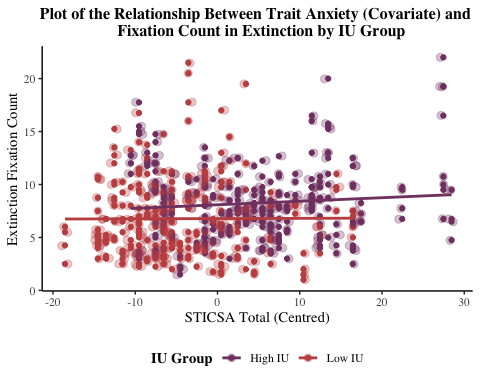 Plot of the Relationship Between Trait Anxiety (Covariate) and
Fixation Count in Extinction by IU Group
Extinction Fixation Count
20
15
10
5
0
-20 -10 0 10 20 30
STICSA Total (Centred)
IU Group High IU Low IU